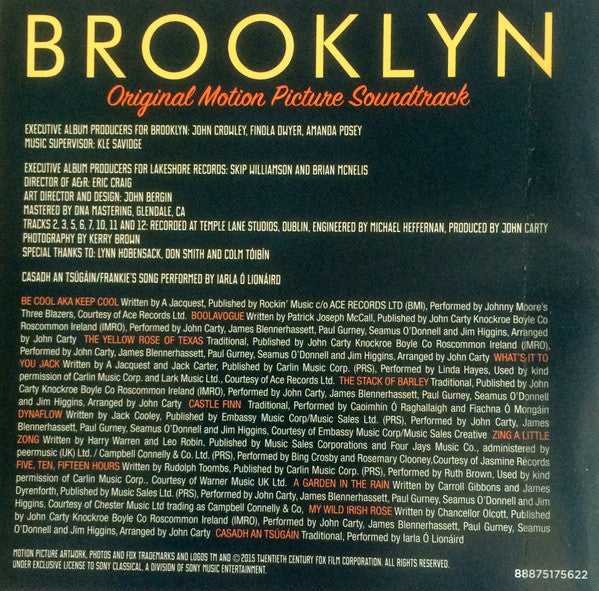 BROOKLYN
Original Motion Picture Soundtrack
EXECUTIVE ALBUM PRODUCERS FOR BROOKLYN: JOHN CROWLEY, FINOLA DWYER, AMANDA POSEY
MUSIC SUPERVISOR: KLE SAVIDGE
EXECUTIVE ALBUM PRODUCERS FOR LAKESHORE RECORDS: SKIP WILLIAMSON AND BRIAN MCNELIS
DIRECTOR OF A&R: ERIC CRAIG
ART DIRECTOR AND DESIGN: JOHN BERGIN
MASTERED BY DNA MASTERING, GLENDALE, CA
TRACKS 2, 3, 5, 6, 7, 10, 11 AND 12: RECORDED AT TEMPLE LANE STUDIOS, DUBLIN, ENGINEERED BY MICHAEL HEFFERNAN, PRODUCED BY JOHN CARTY
PHOTOGRAPHY BY KERRY BROWN
SPECIAL THANKS TO: LYNN HOBENSACK, DON SMITH AND COLM TÓIBÍN
CASADH AN TSÚGÁIN/FRANKIE'S SONG PERFORMED BY IARLA Ó LIONÁIRD
BE COOL AKA KEEP COOL Written by A Jacquest, Published by Rockin' Music c/o ACE RECORDS LTD (BMI), Performed by Johnny Moore's
Three Blazers, Courtesy of Ace Records Ltd. BOOLAVOGUE Written by Patrick Joseph McCall, Published by John Carty Knockroe Boyle Co
Roscommon Ireland (IMRO), Performed by John Carty, James Blennerhassett, Paul Gurney, Seamus O'Donnell and Jim Higgins, Arranged
by John Carty THE YELLOW ROSE OF TEXAS Traditional, Published by John Carty Knockroe Boyle Co Roscommon Ireland (IMRO),
Performed by John Carty, James Blennerhassett, Paul Gurney, Seamus O'Donnell and Jim Higgins, Arranged by John Carty WHAT'S IT TO
YOU JACK Written by A Jacquest and Jack Carter, Published by Carlin Music Corp. (PRS), Performed by Linda Hayes, Used by kind
permission of Carlin Music Corp. and Lark Music Ltd., Courtesy of Ace Records Ltd. THE STACK OF BARLEY Traditional, Published by John
Carty Knockroe Boyle Co Roscommon Ireland (IMRO), Performed by John Carty, James Blennerhassett, Paul Gurney, Seamus O'Donnell
and Jim Higgins, Arranged by John Carty CASTLE FINN Traditional, Performed by Caoimhín Ó Raghallaigh and Fiachna Ó Mongáin
DYNAFLOW Written by Jack Cooley, Published by Embassy Music Corp/Music Sales Ltd. (PRS), Performed by John Carty, James
Blennerhassett, Paul Gurney, Seamus O'Donnell and Jim Higgins, Courtesy of Embassy Music Corp/Music Sales Creative ZING A LITTLE
ZONG Written by Harry Warren and Leo Robin, Published by Music Sales Corporations and Four Jays Music Co., administered by
peermusic (UK) Ltd. / Campbell Connelly & Co. Ltd. (PRS), Performed by Bing Crosby and Rosemary Clooney, Courtesy of Jasmine Records
FIVE, TEN, FIFTEEN HOURS Written by Rudolph Toombs, Published by Carlin Music Corp. (PRS), Performed by Ruth Brown, Used by kind
permission of Carlin Music Corp., Courtesy of Warner Music UK Ltd. A GARDEN IN THE RAIN Written by Carroll Gibbons and James
Dyrenforth, Published by Music Sales Ltd. (PRS), Performed by John Carty, James Blennerhassett, Paul Gurney, Seamus O'Donnell and Jim
Higgins, Courtesy of Chester Music Ltd trading as Campbell Connelly & Co, MY WILD IRISH ROSE Written by Chancellor Olcott, Published
by John Carty Knockroe Boyle Co Roscommon Ireland (IMRO), Performed by John Carty, James Blennerhassett, Paul Gurney, Seamus
O'Donnell and Jim Higgins, Arranged by John Carty CASADH AN TSÚGÁIN Traditional, Performed by Iarla Ó Lionáird
MOTION PICTURE ARTWORK, PHOTOS AND FOX TRADEMARKS AND LOGOS TM AND ©2015 TWENTIETH CENTURY FOX FILM CORPORATION. ALL RIGHTS RESERVED.
UNDER EXCLUSIVE LICENSE TO SONY CLASSICAL, A DIVISION OF SONY MUSIC ENTERTAINMENT.
88875175622